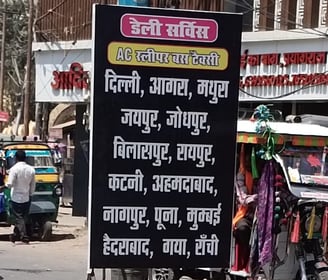 डेली सर्विस
AC स्लीपर बस टैक्सी
दिल्ली, आगरा, मथुरा
जयपुर, जोधपुर,
बिलासपुर, रायपुर,
कटनी, अहमदाबाद,
नागपुर, पूना, मुम्बई
हैदराबाद, गया, राँची